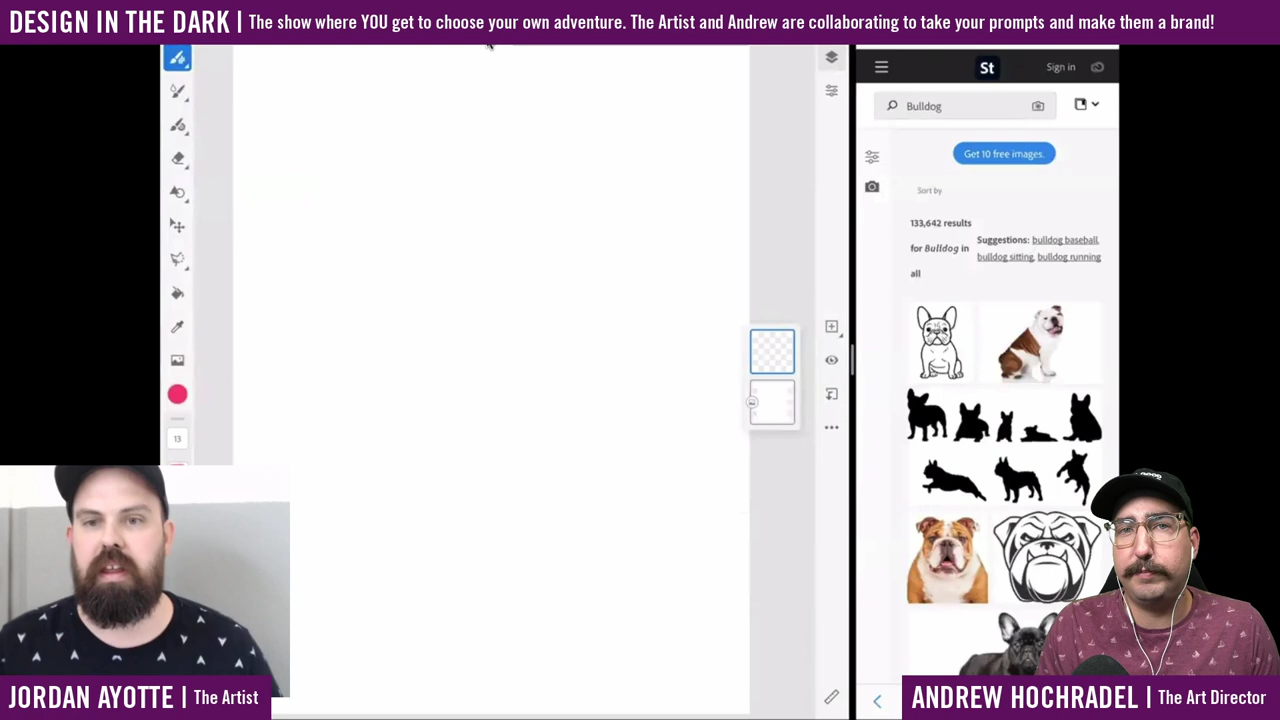 DESIGN IN THE DARK | The show where YOU get to choose your own adventure. The Artist and Andrew are collaborating to take your prompts and make them a brand!
St
Sign in
Bulldog
Get 10 free images.
Sort by
133,642 results
for Bulldog in
all
Suggestions: bulldog baseball,
bulldog sitting, bulldog running
13
JORDAN AYOTTE | The Artist
ANDREW HOCHRADEL | The Art Director